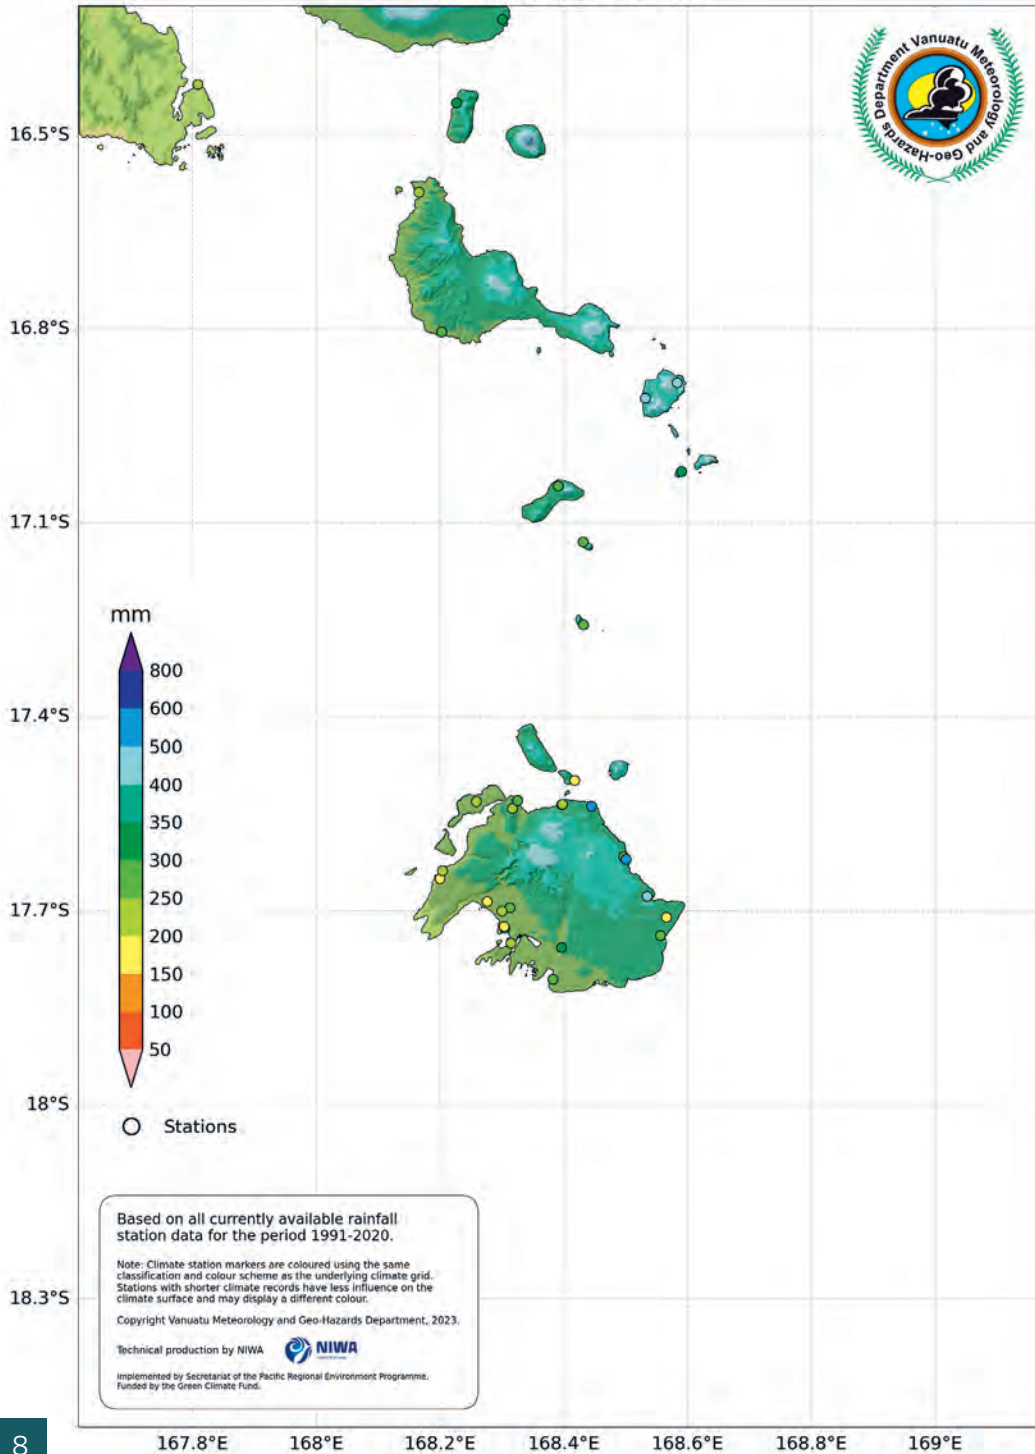 Vanuatu Meteorology and Geo-Hazards Department
16.5°S
16.8°S
17.1°S
17.4°S
17.7°S
18°S
18.3°S
mm
800
600
500
400
350
300
250
200
150
100
50
Stations
Based on all currently available rainfall
station data for the period 1991-2020.
Note: Climate station markers are coloured using the same
classification and colour scheme as the underlying climate grid.
Stations with shorter climate records have less influence on the
climate surface and may display a different colour.
Copyright Vanuatu Meteorology and Geo-Hazards Department, 2023.
Technical production by NIWA
NIWA
Implemented by Secretariat of the Pacific Regional Environment Programme.
Funded by the Green Climate Fund.
167.8°E 168°E 168.2°E 168.4°E 168.6°E 168.8°E 169°E
8